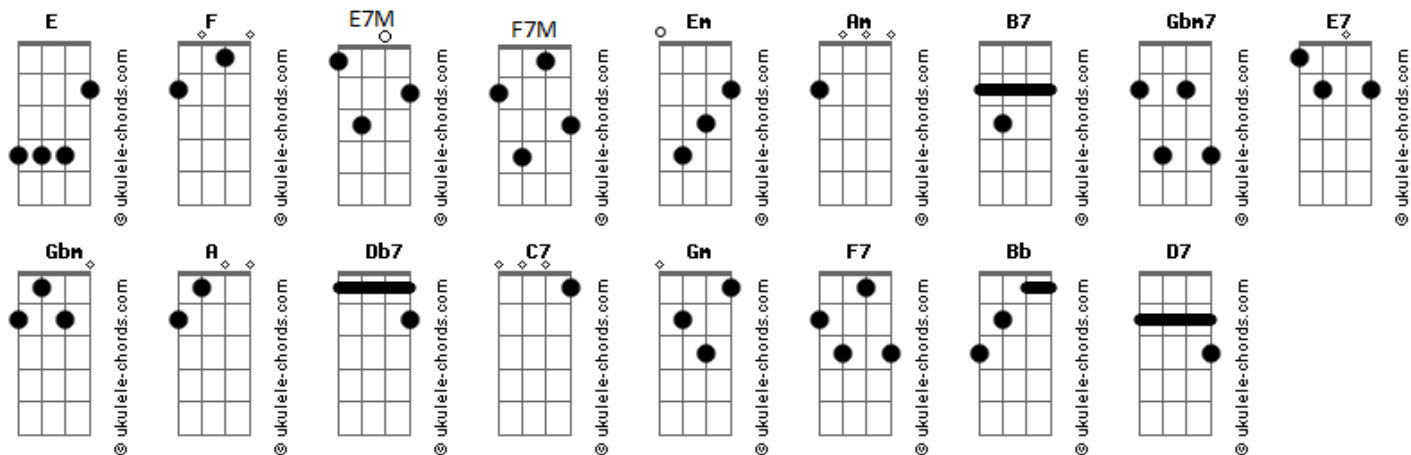 E F E7M F7M Em Am B7 Gbm7 E7
© ukulele-chords.com © ukulele-chords.com © ukulele-chords.com © ukulele-chords.com © ukulele-chords.com © ukulele-chords.com © ukulele-chords.com © ukulele-chords.com © ukulele-chords.com
Gbm A Db7 C7 Gm F7 Bb D7
© ukulele-chords.com © ukulele-chords.com © ukulele-chords.com © ukulele-chords.com © ukulele-chords.com © ukulele-chords.com © ukulele-chords.com © ukulele-chords.com